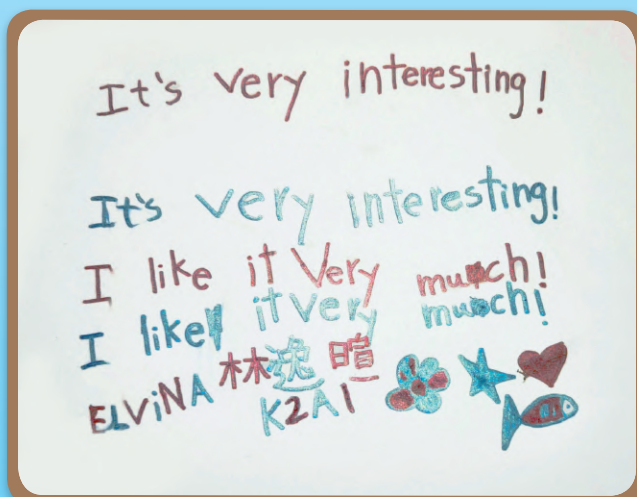 It's very interesting!
It's very interesting!
I like it Very much!
I like it very much!
ELViNA 林逸暄
K2A1